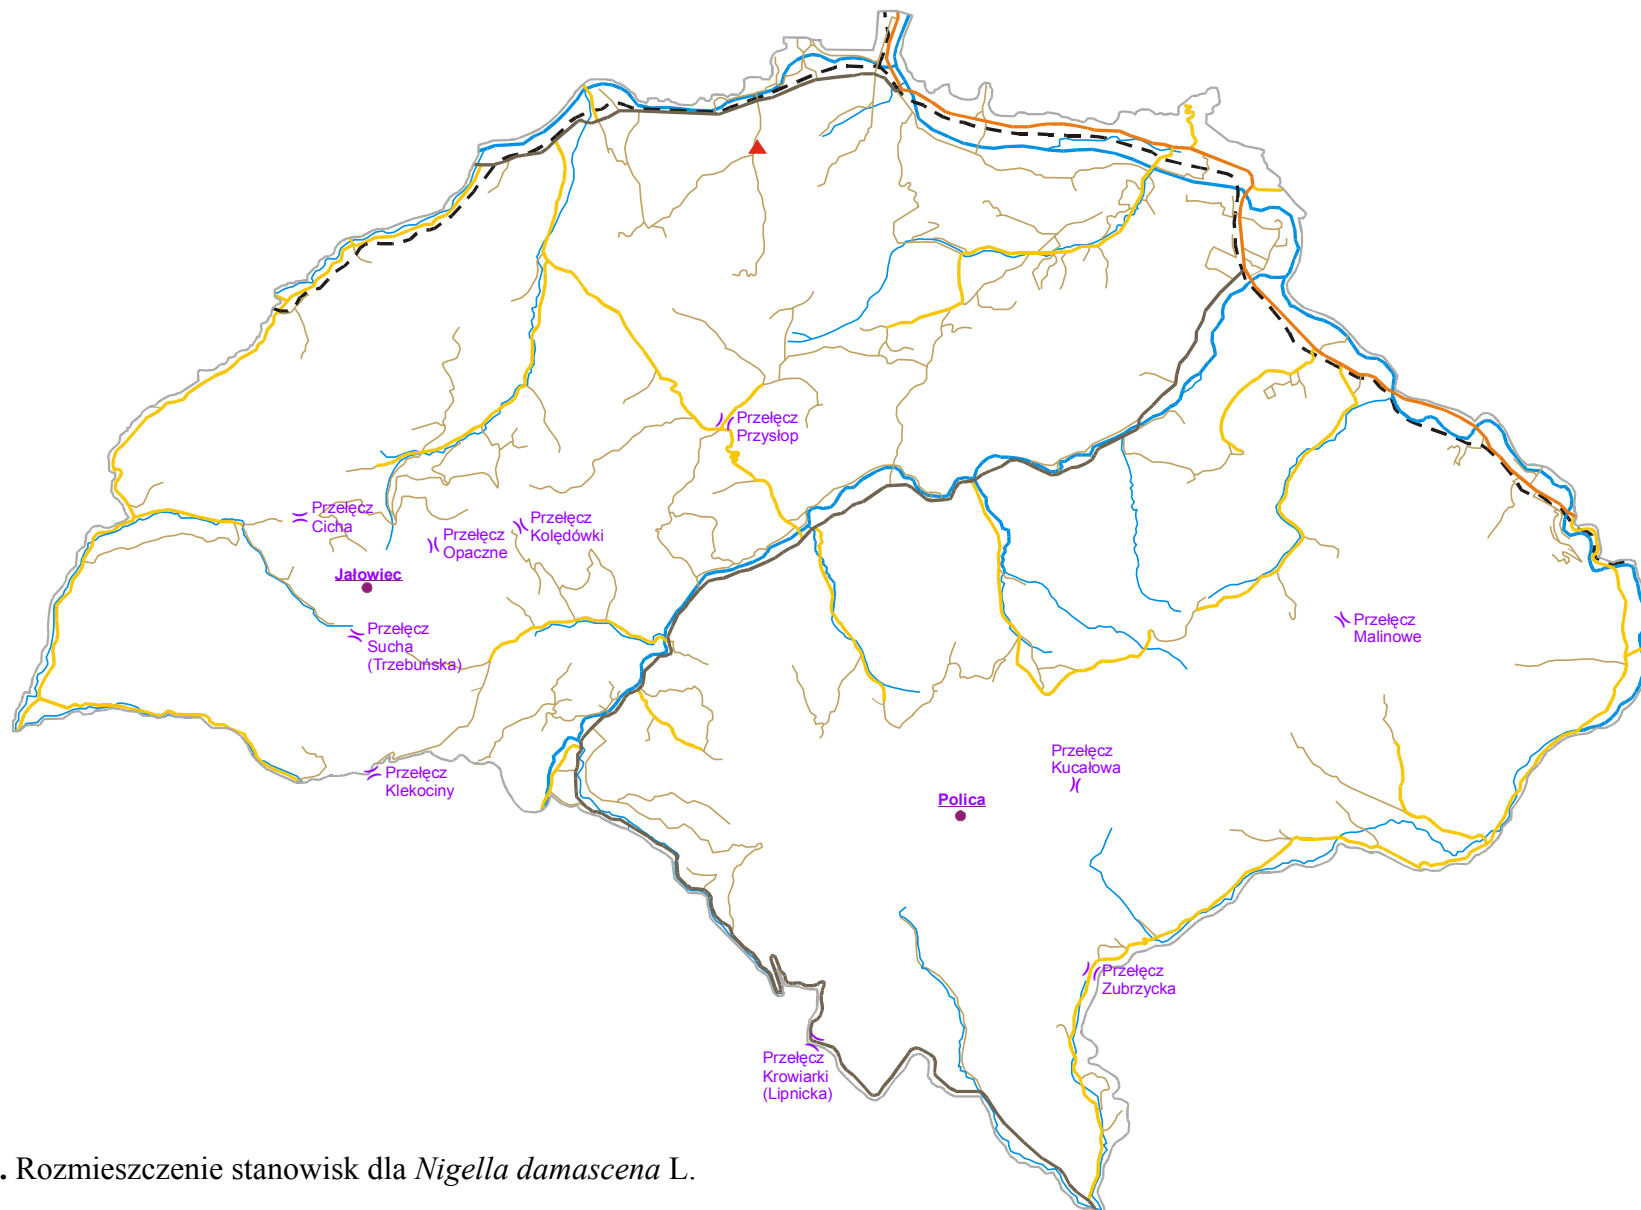 Przełęcz
Przysłop
Przełęcz
Cicha
Przełęcz
Kolędówki
Przełęcz
Opaczne
Jałowiec
Przełęcz
Sucha
(Trzebuńska)
Przełęcz
Malinowe
Przełęcz
Kucałowa
Przełęcz
Klekociny
Polica
Przełęcz
Zubrzycka
Przełęcz
Krowiarki
(Lipnicka)
. Rozmieszczenie stanowisk dla Nigella damascena L.